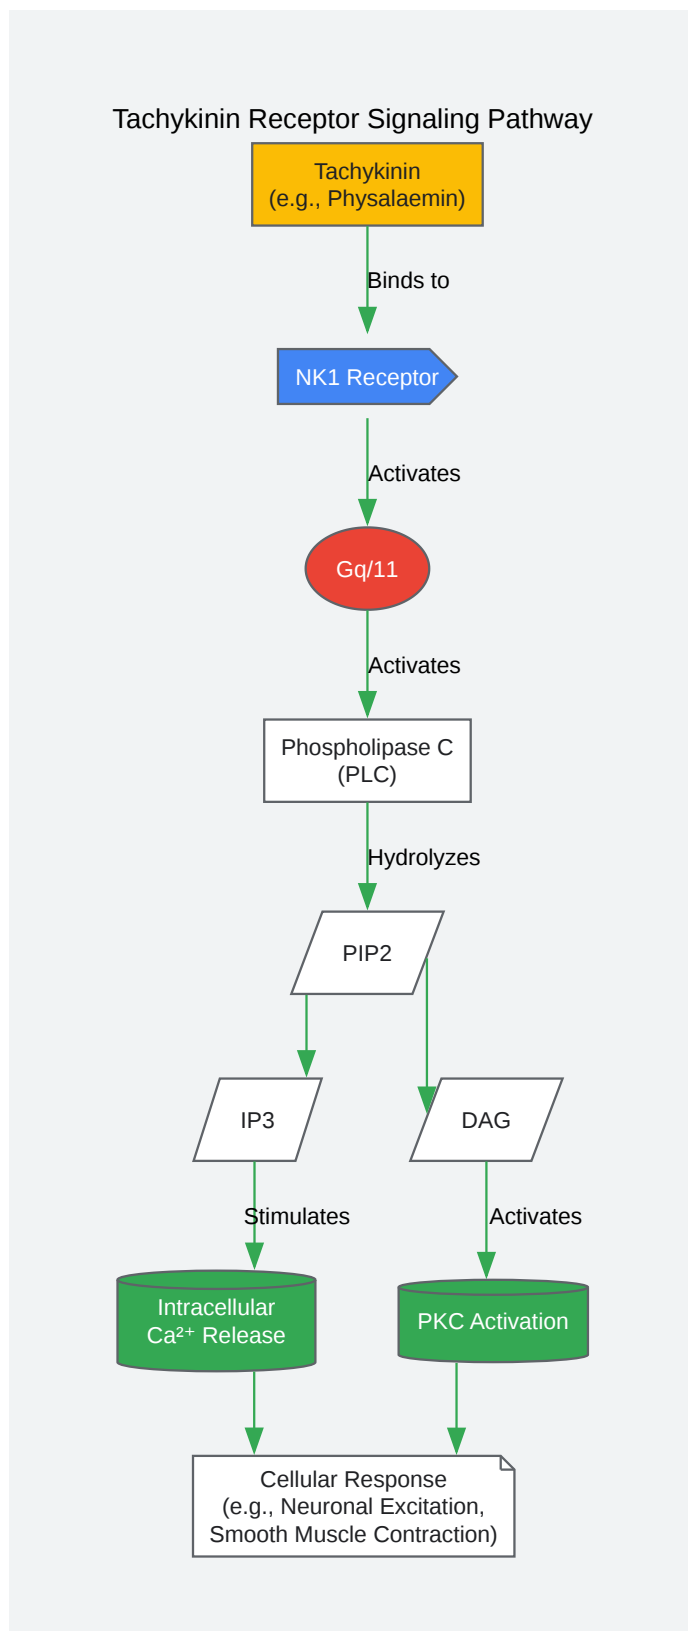 Tachykinin Receptor Signaling Pathway
Tachykinin
(e.g., Physalaemin)
Binds to
NK1 Receptor
Activates
Gq/11
Activates
Phospholipase C
(PLC)
Hydrolyzes
PIP2
IP3
DAG
Stimulates
Activates
Intracellular
Ca²⁺ Release
PKC Activation
Cellular Response
(e.g., Neuronal Excitation,
Smooth Muscle Contraction)